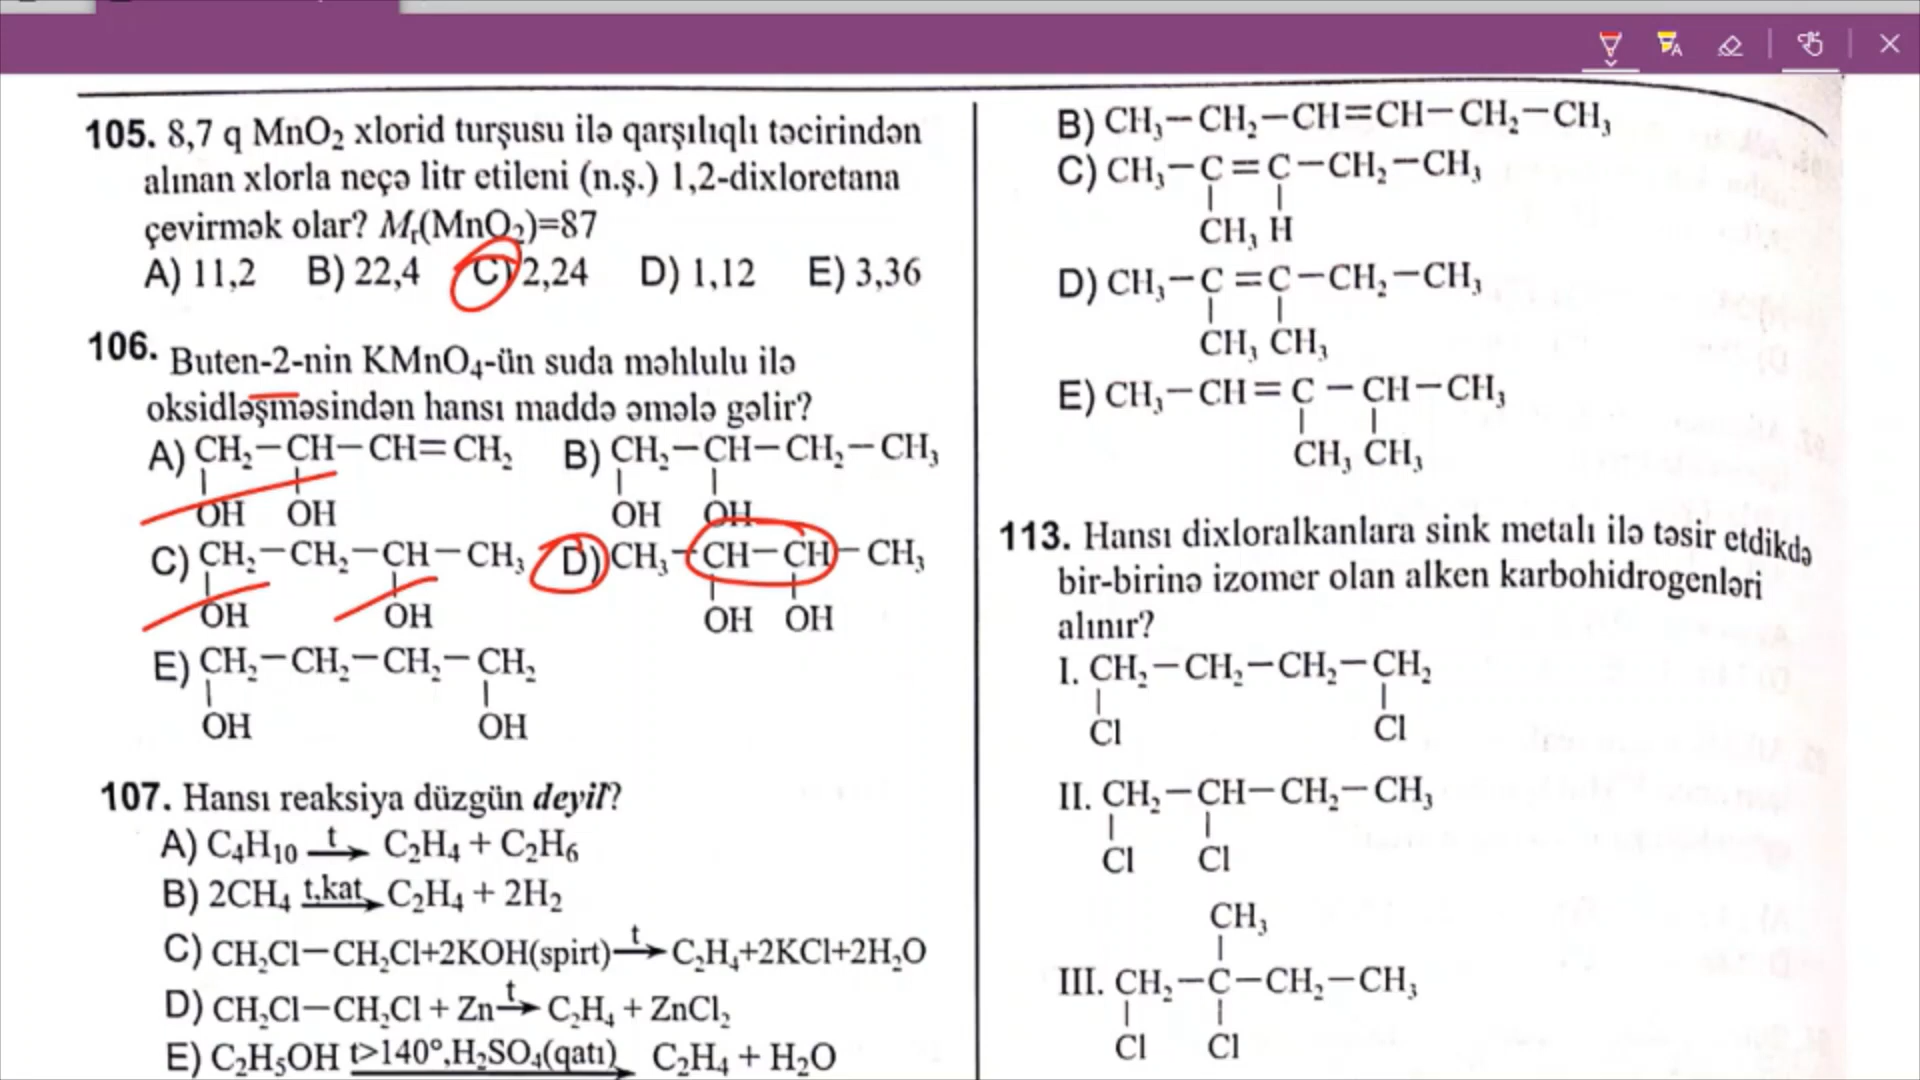 105. 8,7 q MnO₂ xlorid turşusu ilə qarşılıqlı təcirindən
alınan xlorla neçə litr etileni (n.ş.) 1,2-dixloretana
çevirmək olar? Mᵣ(MnO₂)=87
A) 11,2 B) 22,4 C) 2,24 D) 1,12 E) 3,36
106. Buten-2-nin KMnO₄-ün suda məhlulu ilə
oksidləşməsindən hansı maddə əmələ gəlir?
A) CH₂–CH–CH=CH₂ B) CH₂–CH–CH₂–CH₃
OH OH OH OH
C) CH₂–CH₂–CH–CH₃ D) CH₃–CH–CH–CH₃
OH OH OH OH
E) CH₂–CH₂–CH₂–CH₂
OH OH
107. Hansı reaksiya düzgün deyil?
A) C₄H₁₀ t→ C₂H₄ + C₂H₆
B) 2CH₄ t,kat→ C₂H₄ + 2H₂
C) CH₂Cl–CH₂Cl+2KOH(spirt) t→ C₂H₄+2KCl+2H₂O
D) CH₂Cl–CH₂Cl + Zn t→ C₂H₄ + ZnCl₂
E) C₂H₅OH t>140°,H₂SO₄(qatı)→ C₂H₄ + H₂O
B) CH₃–CH₂–CH=CH–CH₂–CH₃
C) CH₃–C=C–CH₂–CH₃
CH₃ H
D) CH₃–C=C–CH₂–CH₃
CH₃ CH₃
E) CH₃–CH=C–CH–CH₃
CH₃ CH₃
113. Hansı dixloralkanlara sink metalı ilə təsir etdikdə
bir-birinə izomer olan alken karbohidrogenləri
alınır?
I. CH₂–CH₂–CH₂–CH₂
Cl Cl
II. CH₂–CH–CH₂–CH₃
Cl Cl
CH₃
III. CH₂–C–CH₂–CH₃
Cl Cl